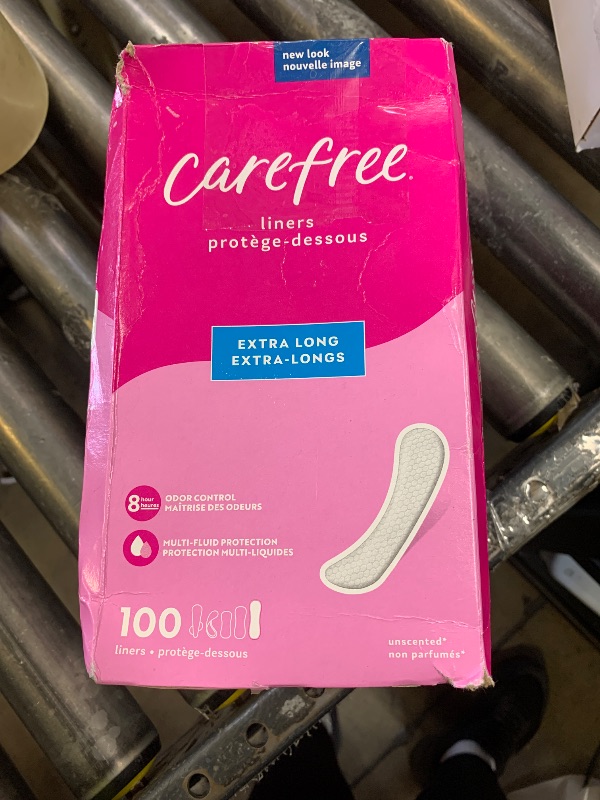 new look
nouvelle image
carefree.
liners
protège-dessous
EXTRA LONG
EXTRA-LONGS
8 hour
heures
ODOR CONTROL
MAÎTRISE DES ODEURS
MULTI-FLUID PROTECTION
PROTECTION MULTI-LIQUIDES
100
liners • protège-dessous
unscented*
non parfumés*